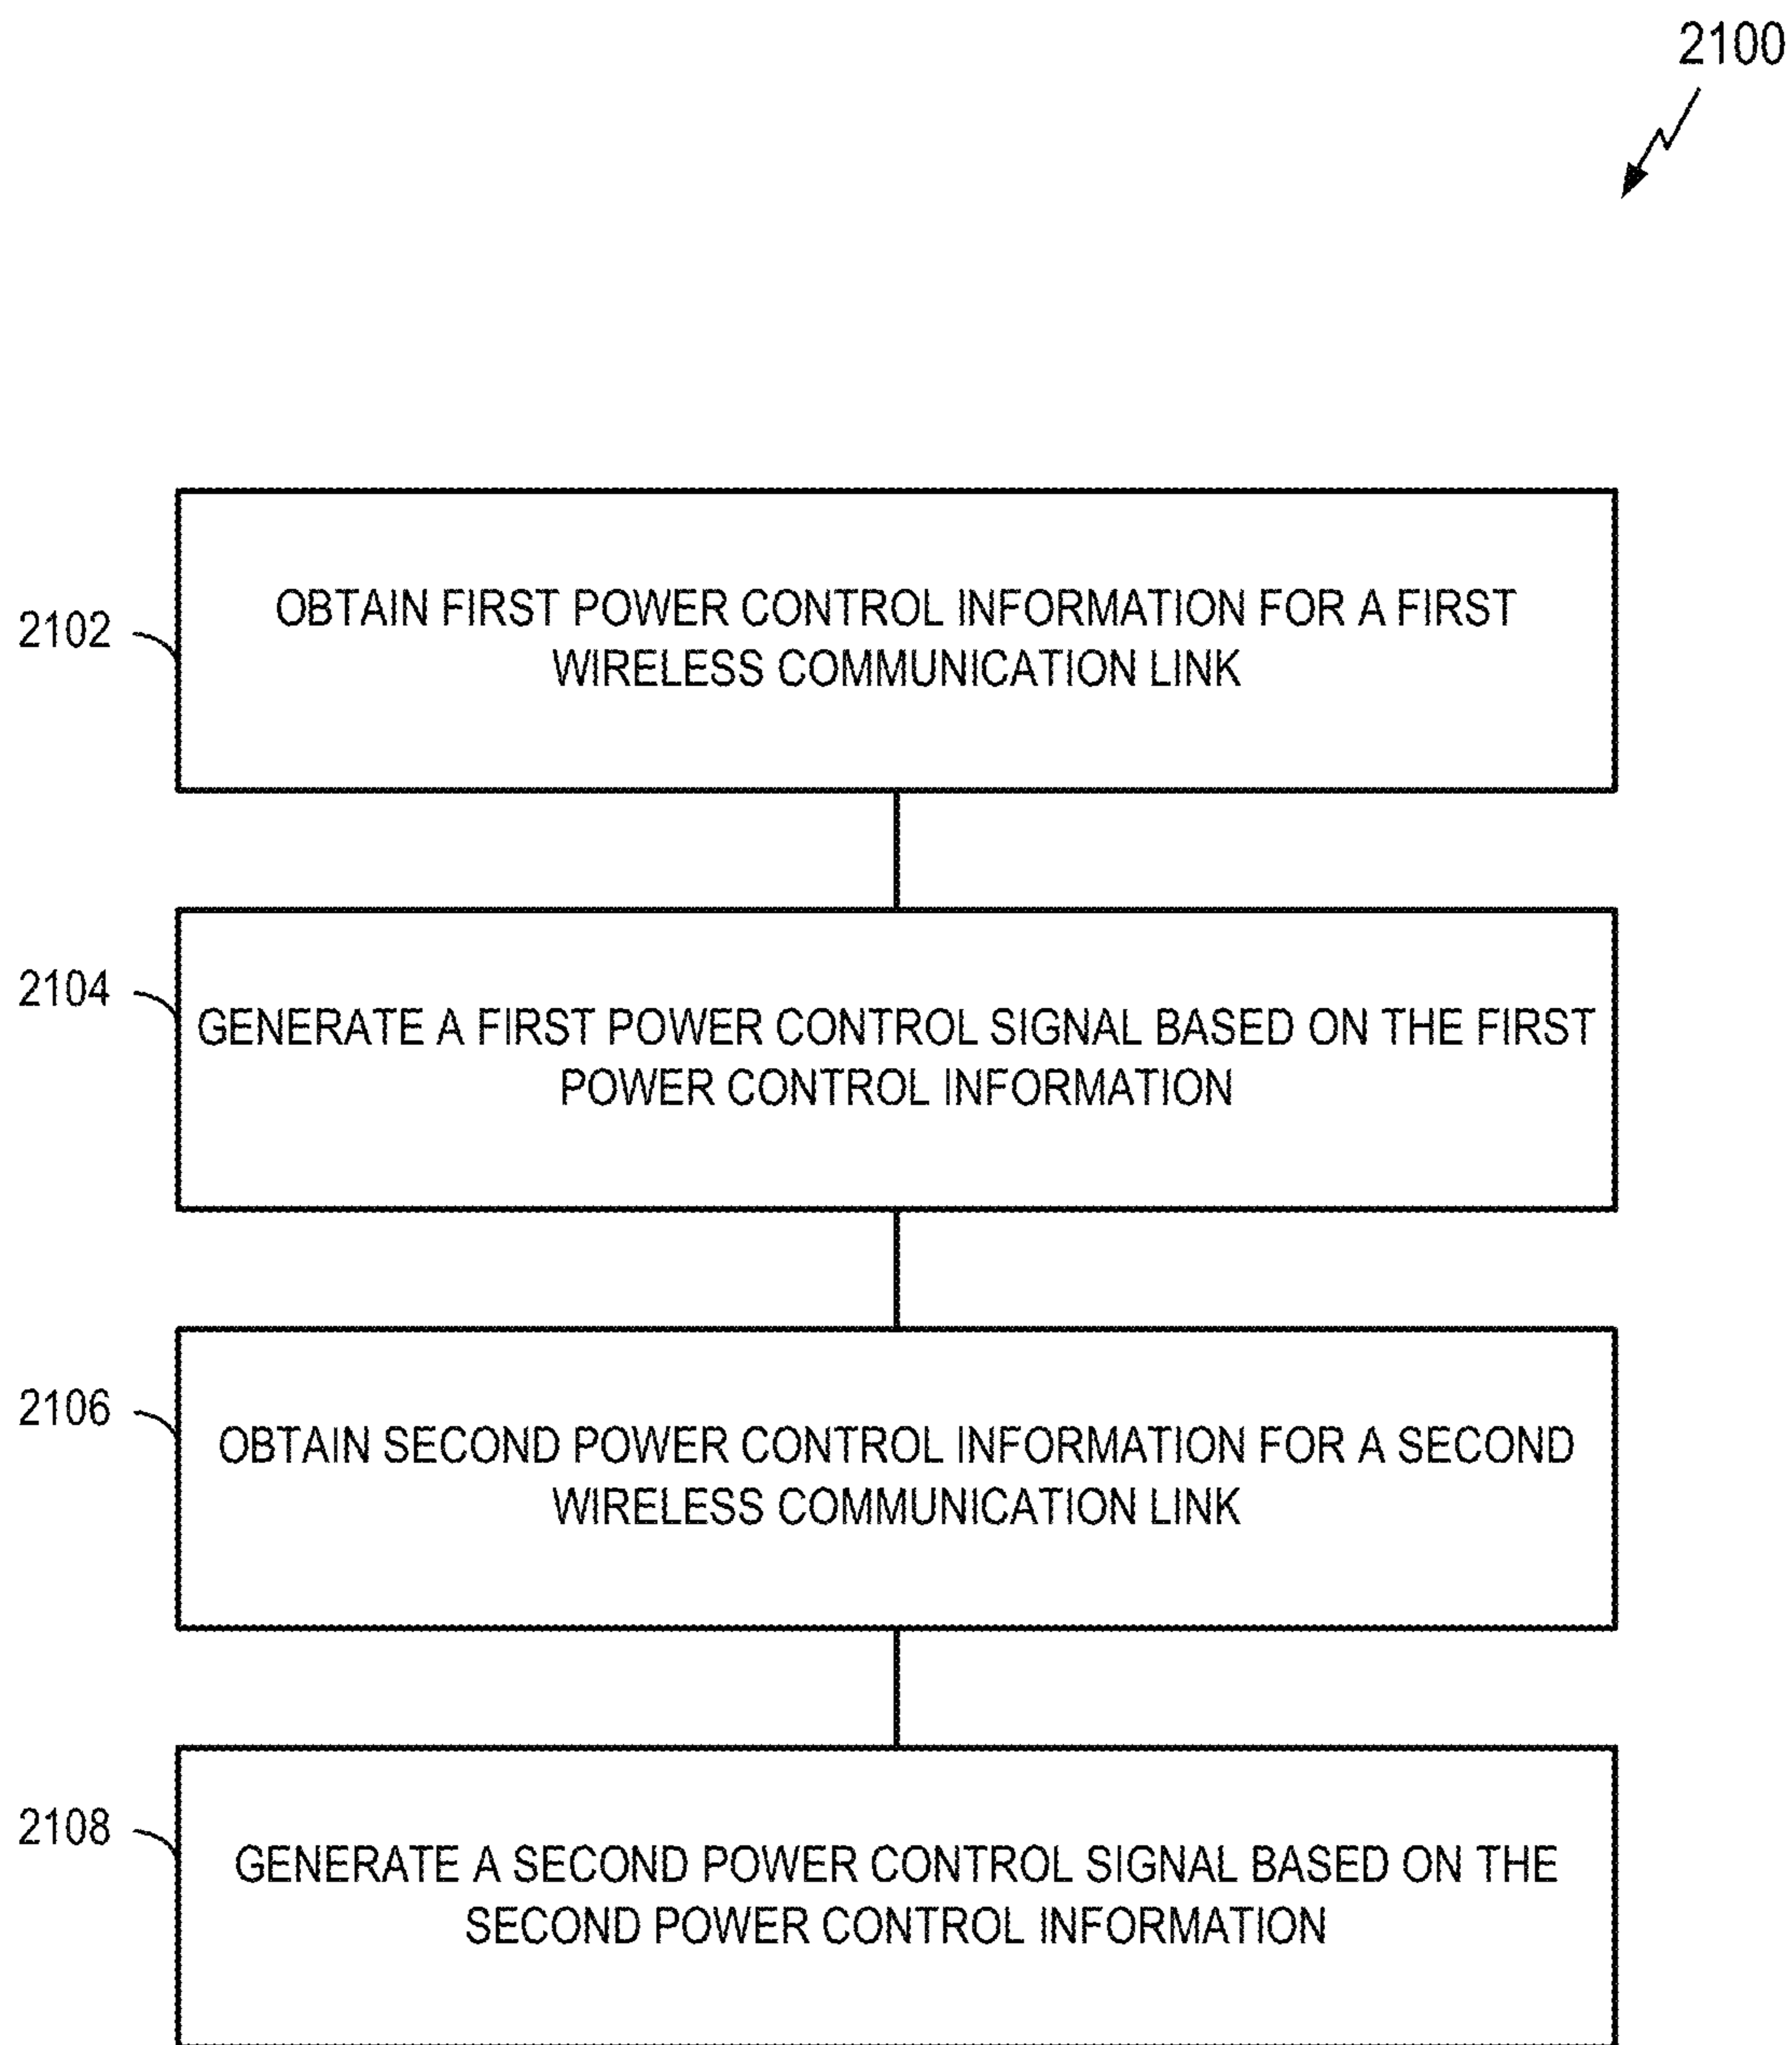 2100
2102
OBTAIN FIRST POWER CONTROL INFORMATION FOR A FIRST
WIRELESS COMMUNICATION LINK
2104
GENERATE A FIRST POWER CONTROL SIGNAL BASED ON THE FIRST
POWER CONTROL INFORMATION
2106
OBTAIN SECOND POWER CONTROL INFORMATION FOR A SECOND
WIRELESS COMMUNICATION LINK
2108
GENERATE A SECOND POWER CONTROL SIGNAL BASED ON THE
SECOND POWER CONTROL INFORMATION